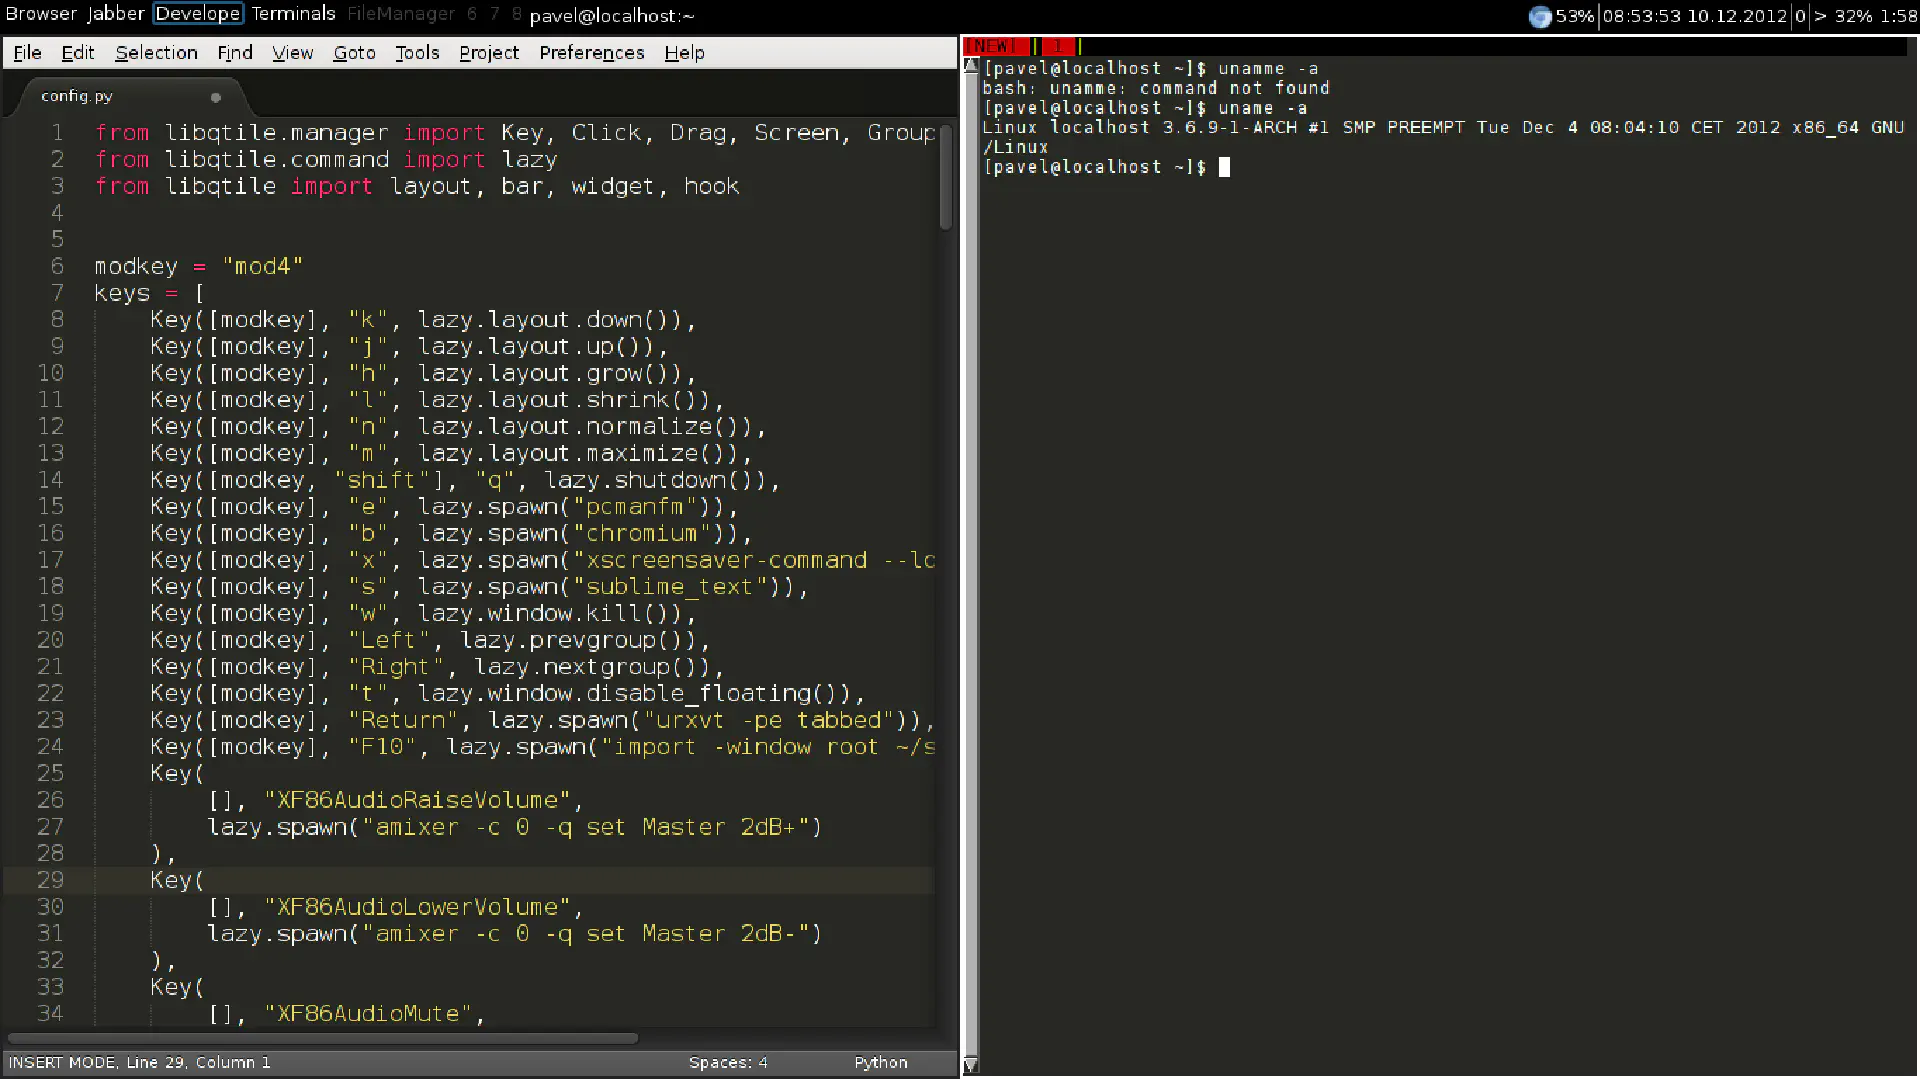 Browser Jabber Develope Terminals FileManager 6 7 8 pavel@localhost:~ 53%|08:53:53 10.12.2012|0|> 32% 1:58
File Edit Selection Find View Goto Tools Project Preferences Help
config.py
1 from libqtile.manager import Key, Click, Drag, Screen, Group
2 from libqtile.command import lazy
3 from libqtile import layout, bar, widget, hook
4
5
6 modkey = "mod4"
7 keys = [
8 Key([modkey], "k", lazy.layout.down()),
9 Key([modkey], "j", lazy.layout.up()),
10 Key([modkey], "h", lazy.layout.grow()),
11 Key([modkey], "l", lazy.layout.shrink()),
12 Key([modkey], "n", lazy.layout.normalize()),
13 Key([modkey], "m", lazy.layout.maximize()),
14 Key([modkey, "shift"], "q", lazy.shutdown()),
15 Key([modkey], "e", lazy.spawn("pcmanfm")),
16 Key([modkey], "b", lazy.spawn("chromium")),
17 Key([modkey], "x", lazy.spawn("xscreensaver-command --lo
18 Key([modkey], "s", lazy.spawn("sublime_text")),
19 Key([modkey], "w", lazy.window.kill()),
20 Key([modkey], "Left", lazy.prevgroup()),
21 Key([modkey], "Right", lazy.nextgroup()),
22 Key([modkey], "t", lazy.window.disable_floating()),
23 Key([modkey], "Return", lazy.spawn("urxvt -pe tabbed")),
24 Key([modkey], "F10", lazy.spawn("import -window root ~/s
25 Key(
26 [], "XF86AudioRaiseVolume",
27 lazy.spawn("amixer -c 0 -q set Master 2dB+")
28 ),
29 Key(
30 [], "XF86AudioLowerVolume",
31 lazy.spawn("amixer -c 0 -q set Master 2dB-")
32 ),
33 Key(
34 [], "XF86AudioMute",
INSERT MODE, Line 29, Column 1 Spaces: 4 Python
[NEW] | 1 |
[pavel@localhost ~]$ unamme -a
bash: unamme: command not found
[pavel@localhost ~]$ uname -a
Linux localhost 3.6.9-1-ARCH #1 SMP PREEMPT Tue Dec 4 08:04:10 CET 2012 x86_64 GNU
/Linux
[pavel@localhost ~]$